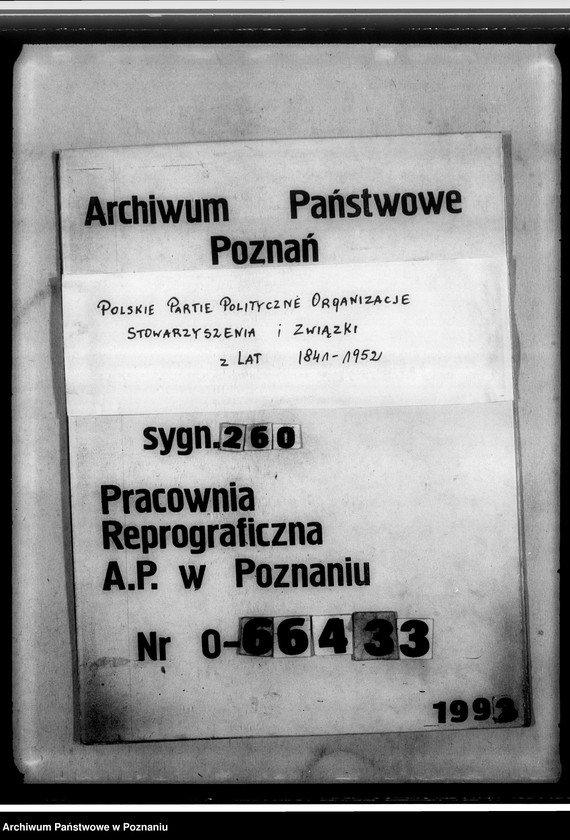 Archiwum Państwowe
Poznań
Polskie Partie Polityczne Organizacje
Stowarzyszenia i Związki
z lat 1841-1952
sygn. 260
Pracownia
Reprograficzna
A.P. w Poznaniu
Nr 0-66433
Archiwum Państwowe w Poznaniu